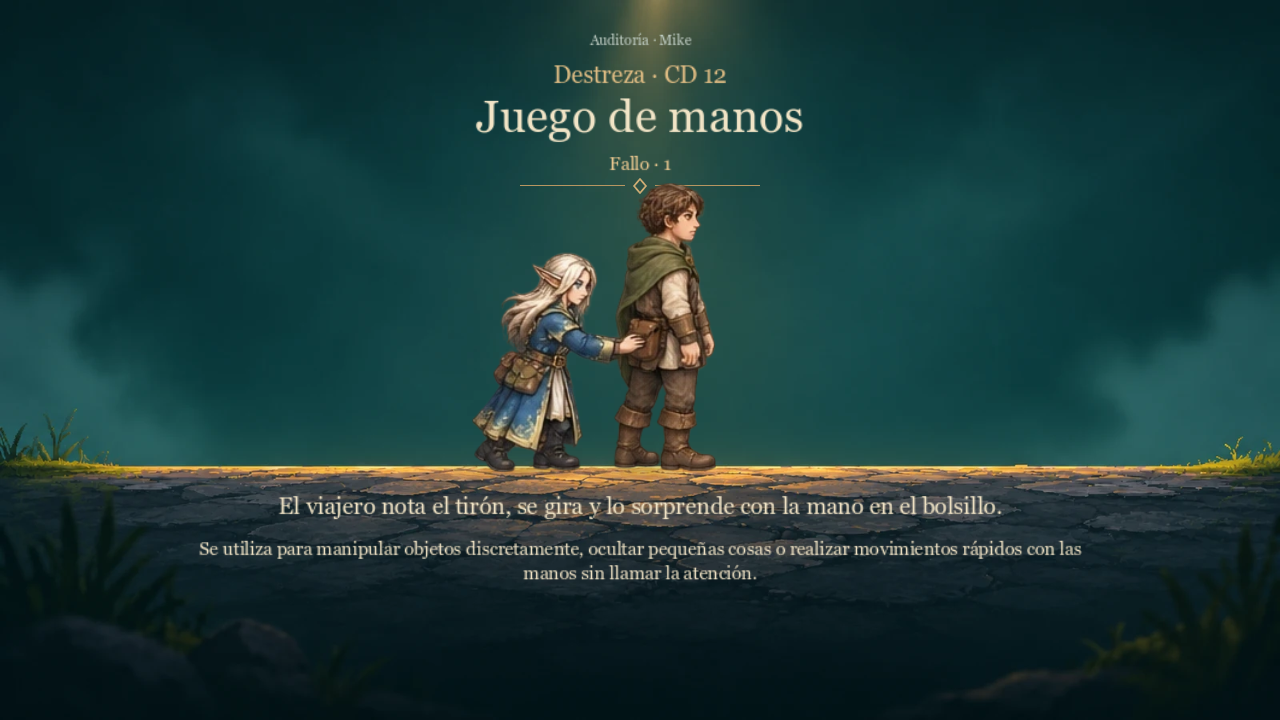 Auditoría · Mike
Destreza · CD 12
Juego de manos
Fallo · 1
El viajero nota el tirón, se gira y lo sorprende con la mano en el bolsillo.
Se utiliza para manipular objetos discretamente, ocultar pequeñas cosas o realizar movimientos rápidos con las
manos sin llamar la atención.